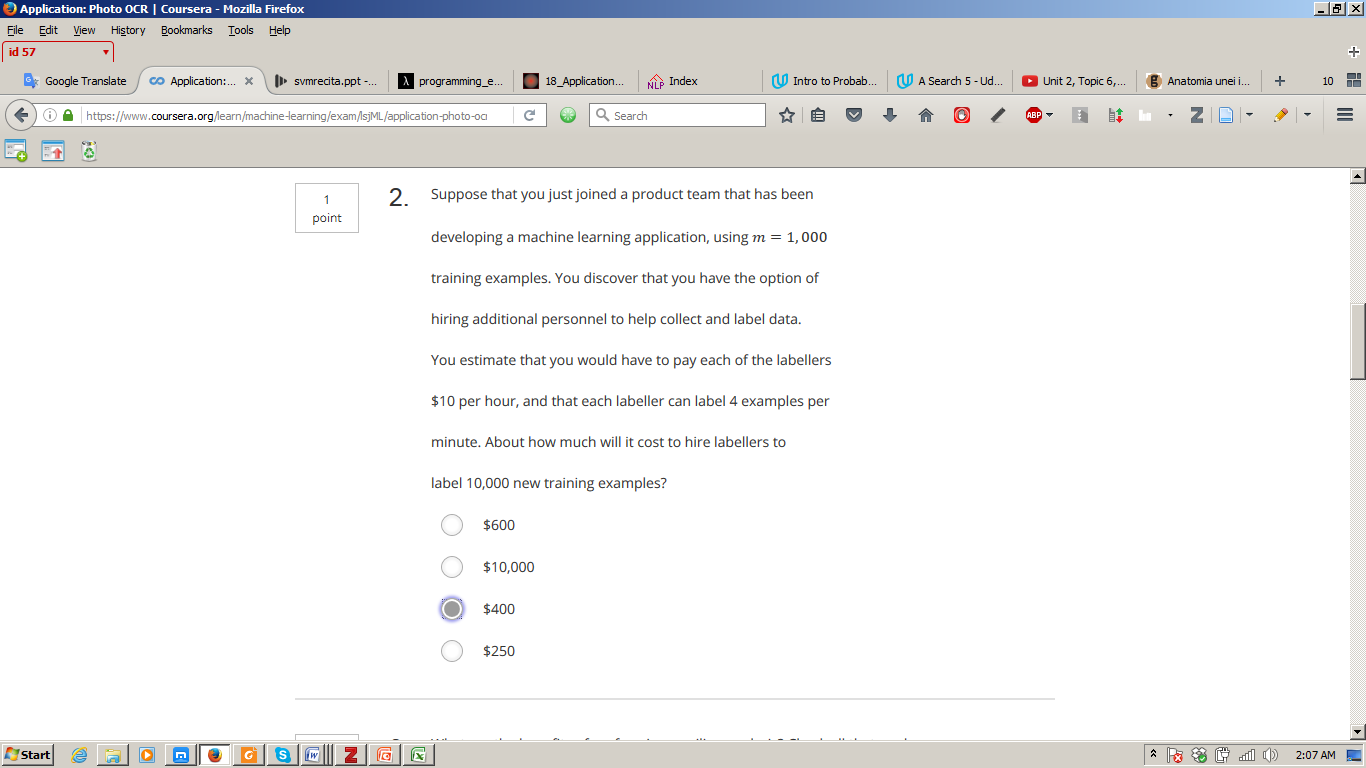 Application: Photo OCR | Coursera - Mozilla Firefox
File Edit View History Bookmarks Tools Help
id 57
Google Translate Application:... svmrecita.ppt -... programming_e... 18_Application... NLP Index Intro to Probab... A Search 5 - Ud... Unit 2, Topic 6,... Anatomia unei i... 10
https://www.coursera.org/learn/machine-learning/exam/lsjML/application-photo-oc Search ABP
1
point
2.
Suppose that you just joined a product team that has been
developing a machine learning application, using m = 1,000
training examples. You discover that you have the option of
hiring additional personnel to help collect and label data.
You estimate that you would have to pay each of the labellers
$10 per hour, and that each labeller can label 4 examples per
minute. About how much will it cost to hire labellers to
label 10,000 new training examples?
$600
$10,000
$400
$250
Start 2:07 AM